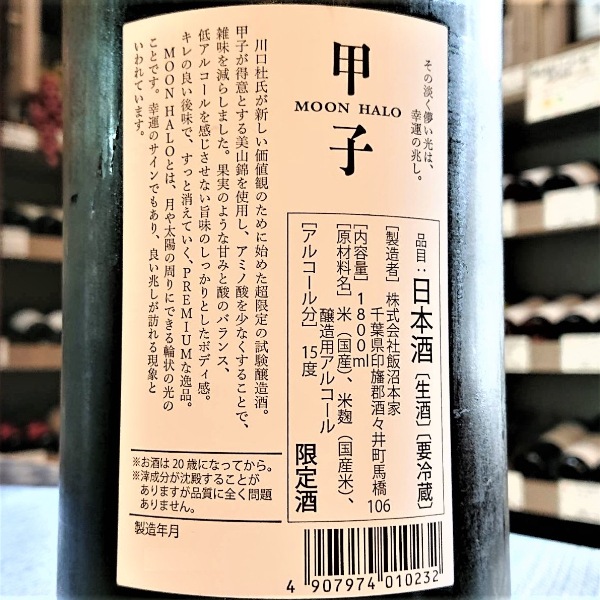 その淡く儚い光は、
幸運の兆し。
甲子
MOON HALO
川口杜氏が新しい価値観のために始めた超限定の試験醸造酒。
甲子が得意とする美山錦を使用し、アミノ酸を少なくすることで、
雑味を減らしました。果実のような甘みと酸のバランス、
低アルコールを感じさせない旨味のしっかりとしたボディ感。
キレの良い後味で、すっと消えていく、PREMIUMな逸品。
MOON HALOとは、月や太陽の周りにできる輪状の光の
ことです。幸運のサインでもあり、良い兆しが訪れる現象と
いわれています。
品目：日本酒［生酒］［要冷蔵］
［製造者］ 株式会社飯沼本家
千葉県印旛郡酒々井町馬橋106
［内容量］ 1800ml
［原材料名］ 米（国産）、米麹（国産米）、
醸造用アルコール
［アルコール分］ 15度
限定酒
※お酒は20歳になってから。
※滓成分が沈殿することが
ありますが品質に全く問題
ありません。
製造年月
4 907974 010232